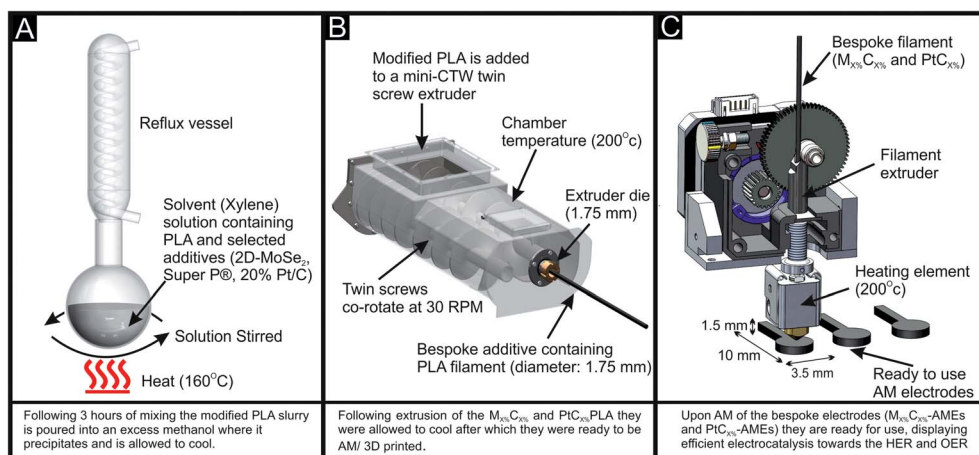 A
Reflux vessel
Solvent (Xylene)
solution containing
PLA and selected
additives (2D-MoSe₂,
Super P®, 20% Pt/C)
Solution Stirred
Heat (160°C)
Following 3 hours of mixing the modified PLA slurry
is poured into an excess methanol where it
precipitates and is allowed to cool.
B
Modified PLA is added
to a mini-CTW twin
screw extruder
Chamber
temperature (200°c)
Extruder die
(1.75 mm)
Twin screws
co-rotate at 30 RPM
Bespoke additive containing
PLA filament (diameter: 1.75 mm)
Following extrusion of the MX%CX% and PtCX%PLA they
were allowed to cool after which they were ready to be
AM/ 3D printed.
C
Bespoke filament
(MX%CX% and PtCX%)
Filament
extruder
Heating element
(200°c)
1.5 mm
10 mm
3.5 mm
Ready to use
AM electrodes
Upon AM of the bespoke electrodes (MX%CX%-AMEs
and PtCX%-AMEs) they are ready for use, displaying
efficient electrocatalysis towards the HER and OER